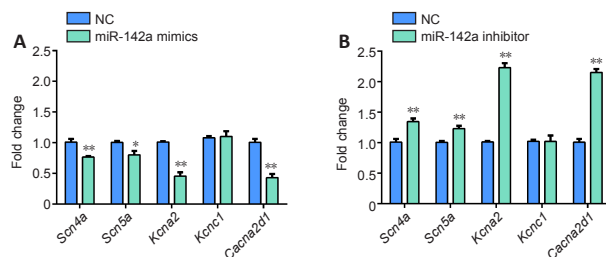 A
NC
miR-142a mimics
Fold change
2.5
2.0
1.5
1.0
0.5
0
**
*
**
**
Scn4a
Scn5a
Kcna2
Kcnc1
Cacna2d1
B
NC
miR-142a inhibitor
Fold change
2.5
2.0
1.5
1.0
0.5
0
**
**
**
**
Scn4a
Scn5a
Kcna2
Kcnc1
Cacna2d1